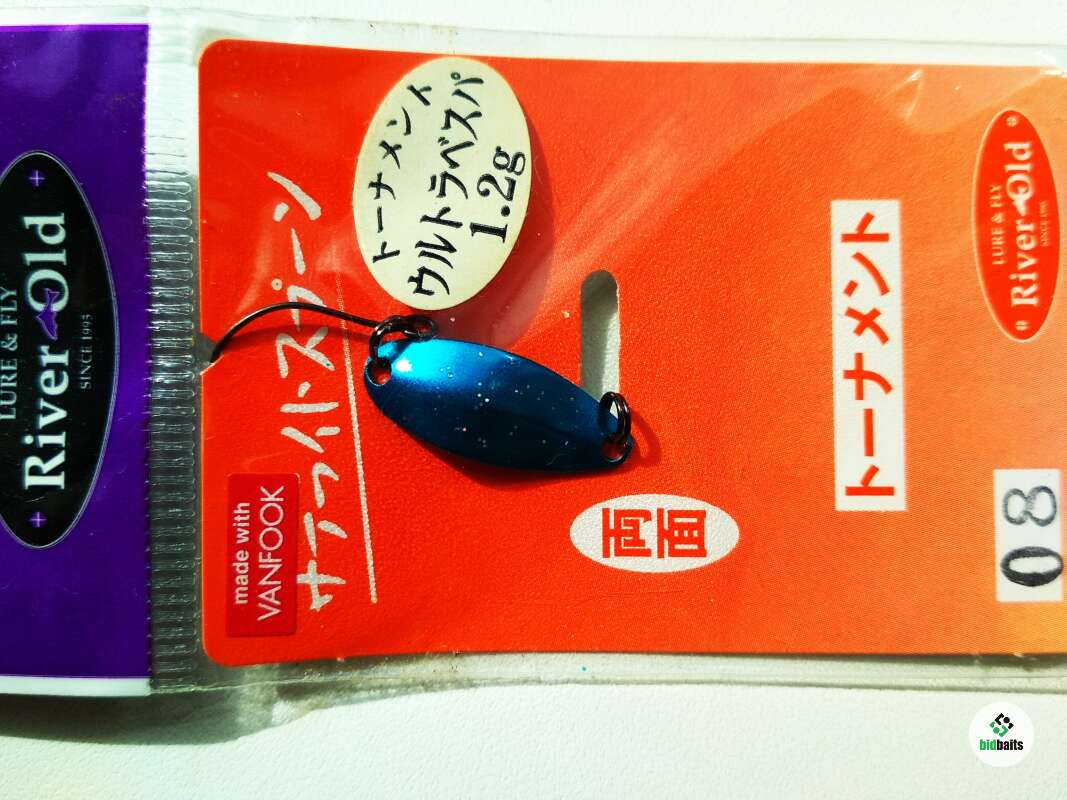 LURE & FLY
River Old
SINCE 1993
トーナメント
ウルトラベスパ
1.2g
サライトスプーン
made with
VANFOOK
両面
トーナメント
LURE & FLY
River Old
SINCE 1993
08
bidbaits